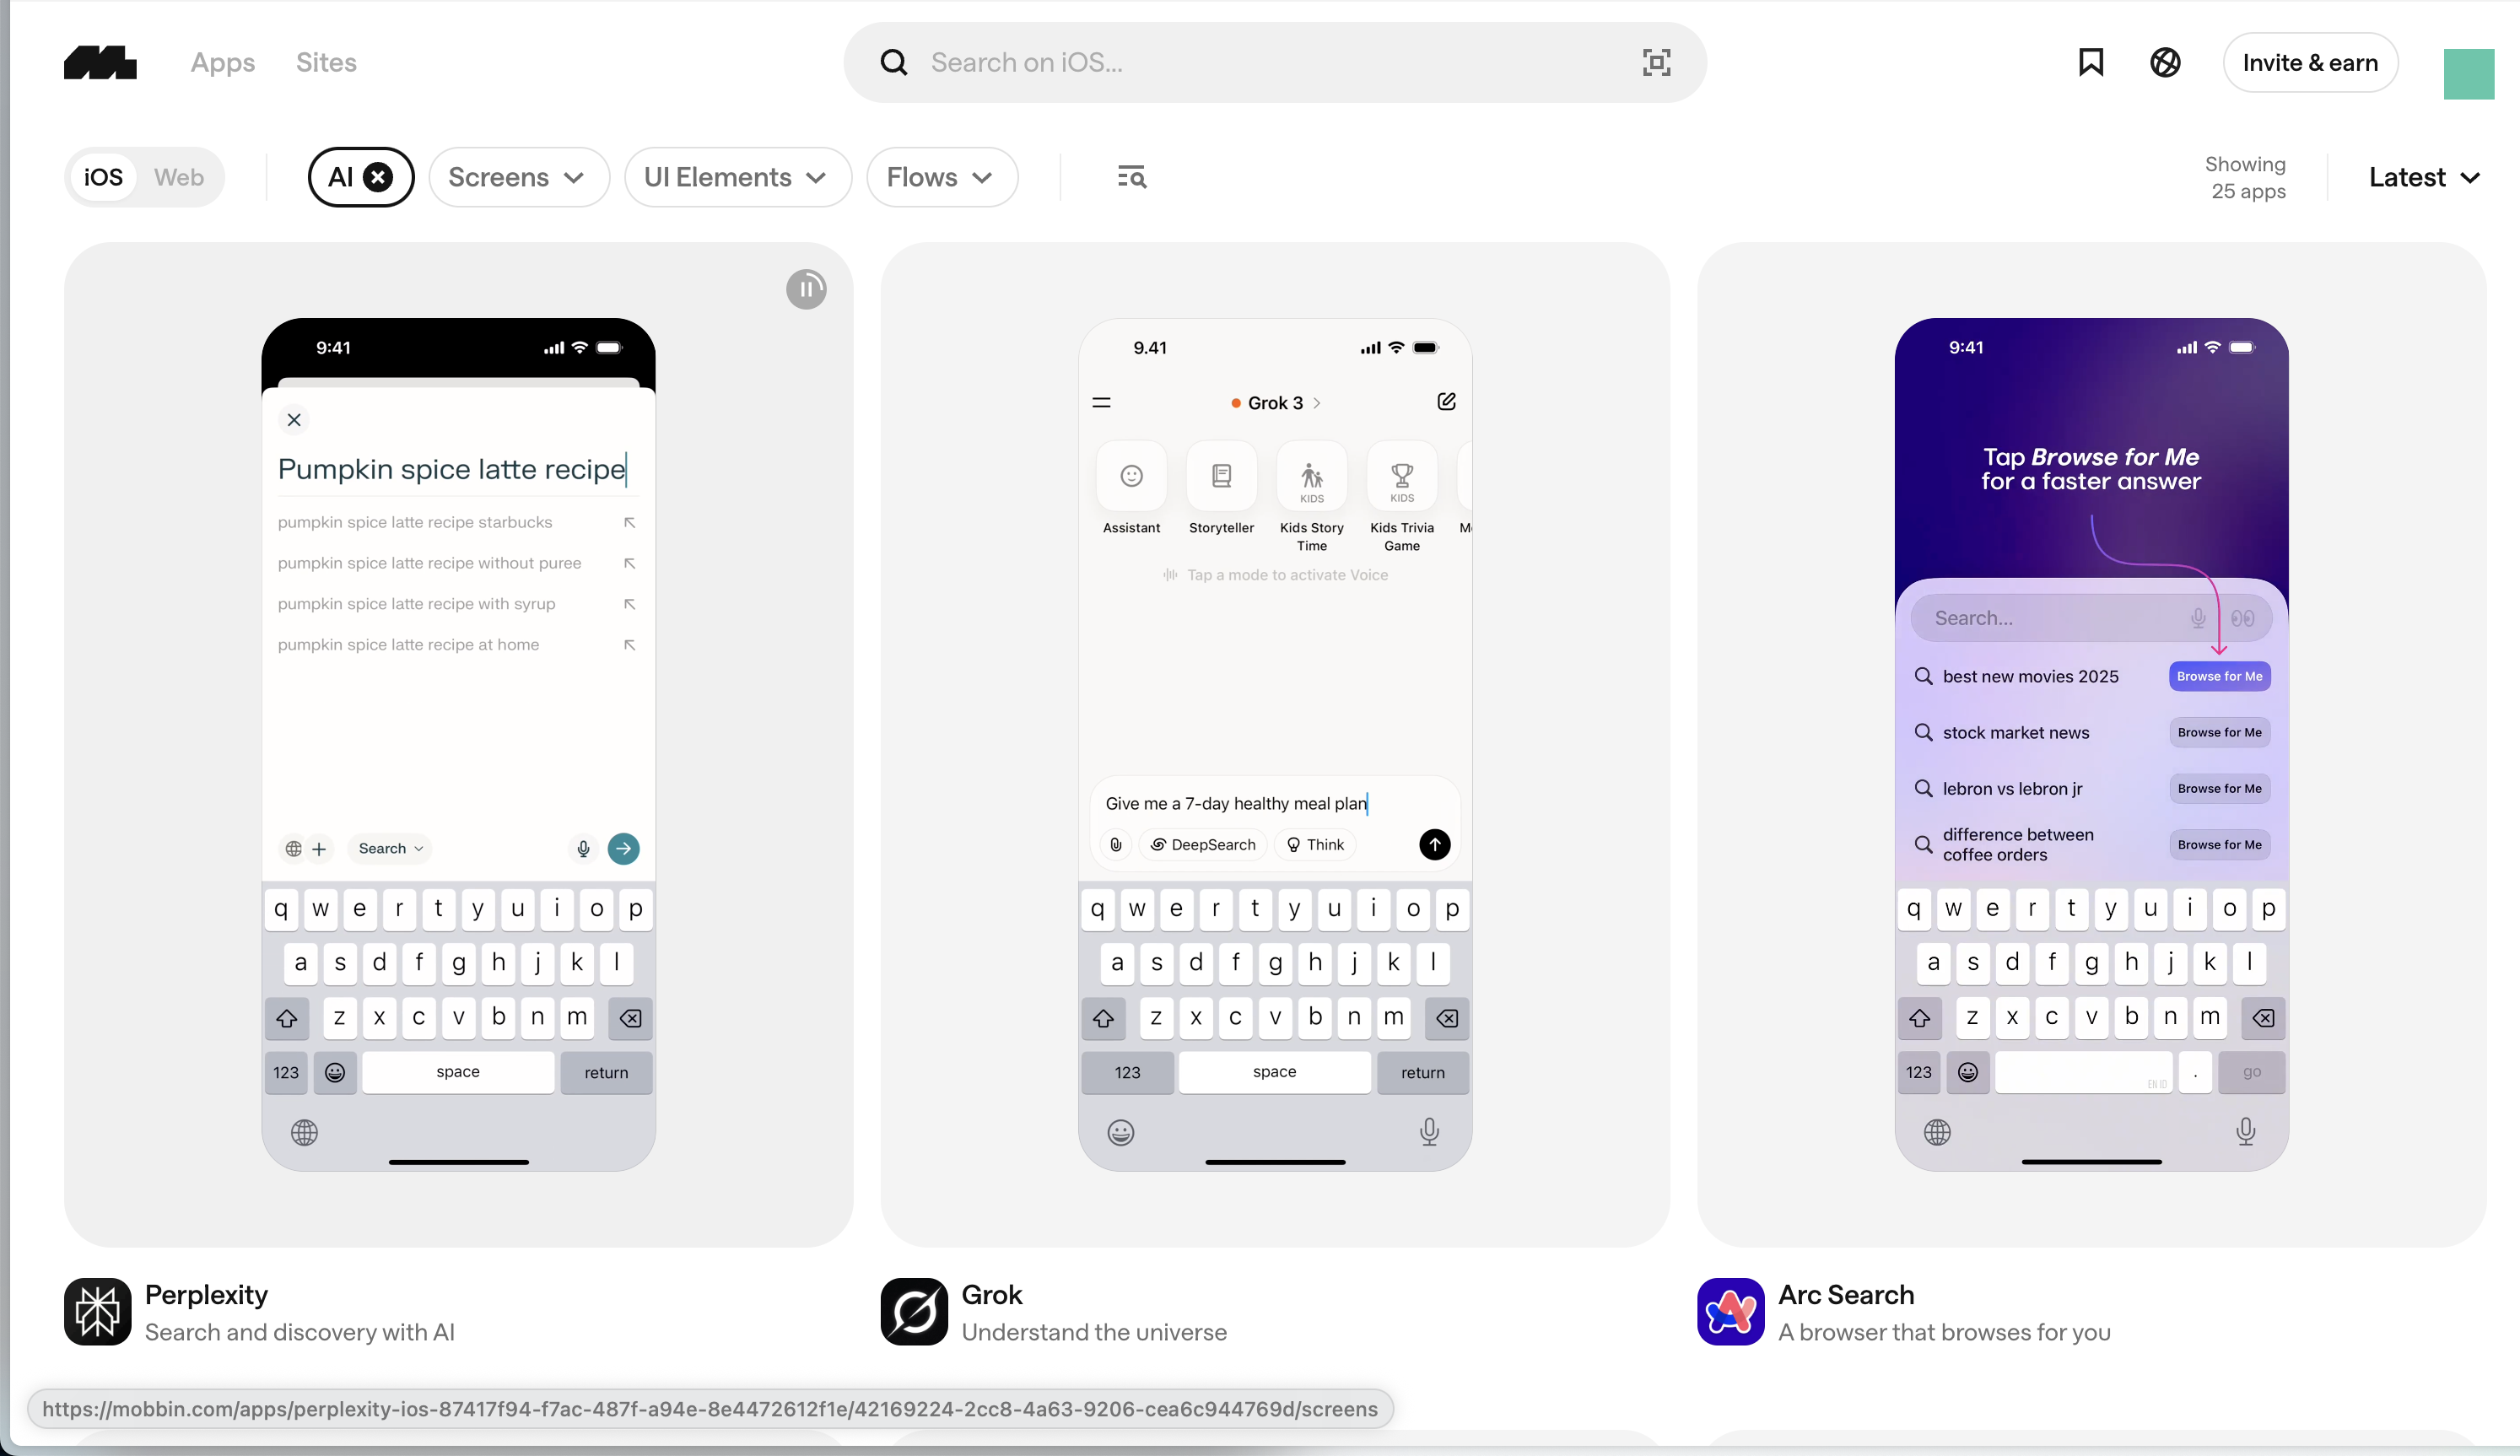 Apps
Sites
Search on iOS...
Invite & earn
iOS
Web
AI
Screens
UI Elements
Flows
Showing
25 apps
Latest
9:41
Pumpkin spice latte recipe
pumpkin spice latte recipe starbucks
pumpkin spice latte recipe without puree
pumpkin spice latte recipe with syrup
pumpkin spice latte recipe at home
Search
q w e r t y u i o p
a s d f g h j k l
z x c v b n m
123
space
return
Perplexity
Search and discovery with AI
9.41
Grok 3
KIDS
KIDS
Assistant
Storyteller
Kids Story
Time
Kids Trivia
Game
Tap a mode to activate Voice
Give me a 7-day healthy meal plan
DeepSearch
Think
q w e r t y u i o p
a s d f g h j k l
z x c v b n m
123
space
return
Grok
Understand the universe
9:41
Tap Browse for Me
for a faster answer
Search...
best new movies 2025
Browse for Me
stock market news
Browse for Me
lebron vs lebron jr
Browse for Me
difference between
coffee orders
Browse for Me
q w e r t y u i o p
a s d f g h j k l
z x c v b n m
123
EN ID
.
go
Arc Search
A browser that browses for you
https://mobbin.com/apps/perplexity-ios-87417f94-f7ac-487f-a94e-8e4472612f1e/42169224-2cc8-4a63-9206-cea6c944769d/screens